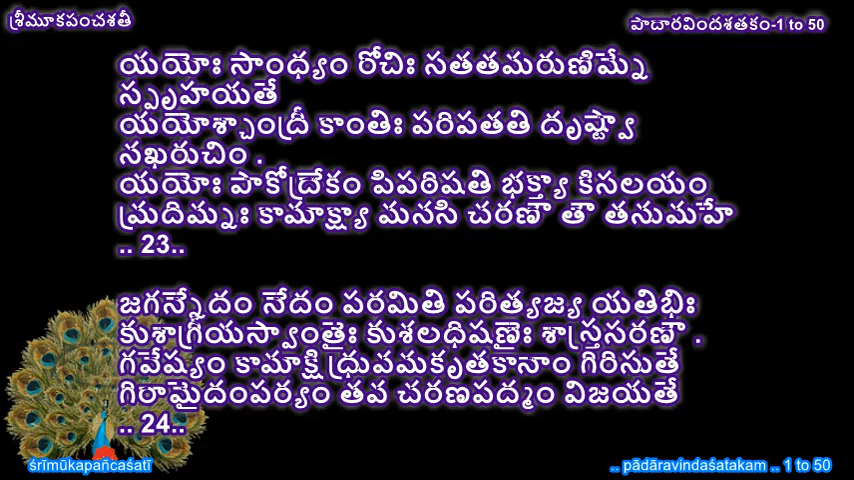 శ్రీమూకపంచశతీ
పాదారవిందశతకం-1 to 50
యయోః సాంధ్యం రోచిః సతతమరుణిమ్నే
స్పృహయతే
యయోశ్చాంద్రీ కాంతిః పరిపతతి దృష్ట్వా
నఖరుచిం .
యయోః పాకోద్రేకం పిపఠిషతి భక్త్యా కిసలయం
మ్రదిమ్నః కామాక్ష్యా మనసి చరణౌ తౌ తనుమహే
.. 23..
జగన్నేదం నేదం పరమితి పరిత్యజ్య యతిభిః
కుశాగ్రీయస్వాంతైః కుశలధిషణైః శాస్త్రసరణౌ .
గవేష్యం కామాక్షి ధ్రువమకృతకానాం గిరిసుతే
గిరామైదంపర్యం తవ చరణపద్మం విజయతే
.. 24..
śrīmūkapañcaśatī
.. pādāravindaśatakam .. 1 to 50